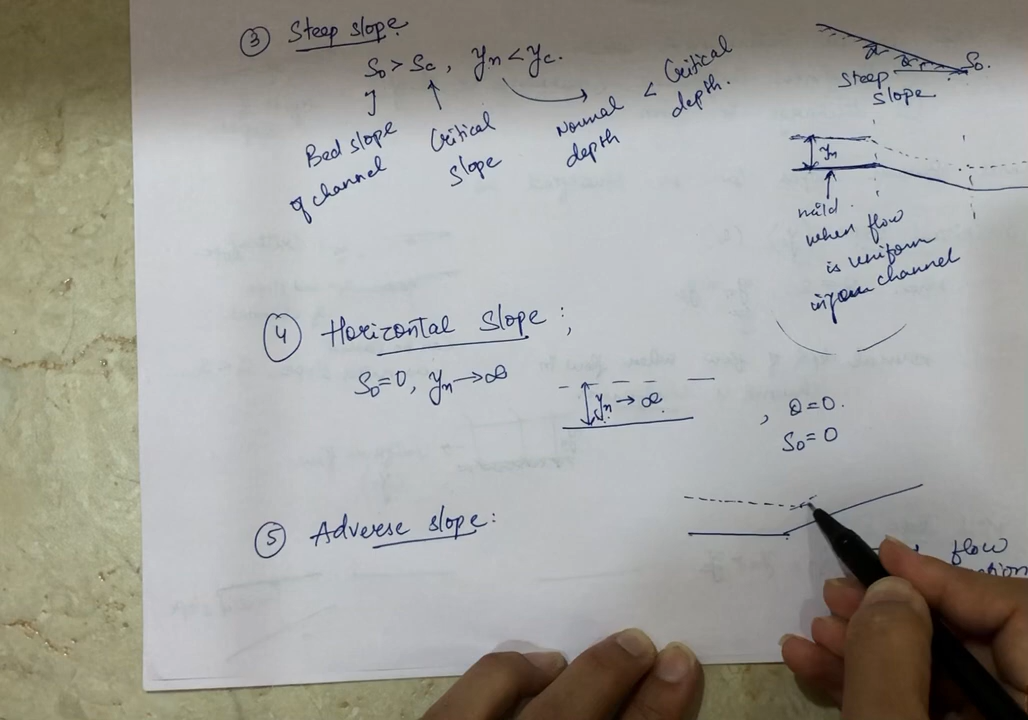 ③ Steep slope
S₀ > Sc, yn < yc.
Bed slope of channel
Critical slope
Normal depth < Critical depth.
S₀.
Steep slope
yn
mild
when flow
is uniform
channel
④ Horizontal slope:
S₀=0, yn→∞
yn → ∞
, θ=0.
S₀=0
⑤ Adverse slope:
flow